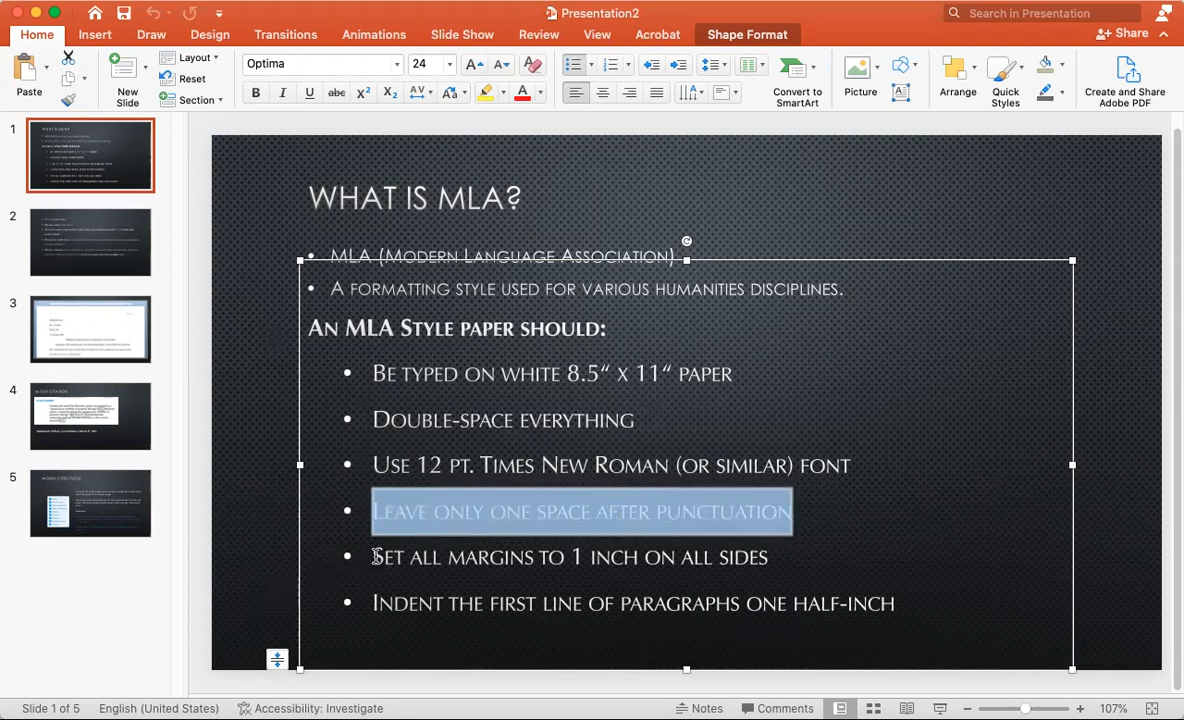 Presentation2
Search in Presentation
Home Insert Draw Design Transitions Animations Slide Show Review View Acrobat Shape Format Share
Paste
New Slide
Layout
Reset
Section
Optima 24
Convert to SmartArt
Picture
Arrange
Quick Styles
Create and Share Adobe PDF
1
2
3
4
5
WHAT IS MLA?
• MLA (MODERN LANGUAGE ASSOCIATION)
• A FORMATTING STYLE USED FOR VARIOUS HUMANITIES DISCIPLINES.
AN MLA STYLE PAPER SHOULD:
• BE TYPED ON WHITE 8.5“ X 11“ PAPER
• DOUBLE-SPACE EVERYTHING
• USE 12 PT. TIMES NEW ROMAN (OR SIMILAR) FONT
• LEAVE ONLY ONE SPACE AFTER PUNCTUATION
• SET ALL MARGINS TO 1 INCH ON ALL SIDES
• INDENT THE FIRST LINE OF PARAGRAPHS ONE HALF-INCH
Slide 1 of 5 English (United States) Accessibility: Investigate Notes Comments 107%